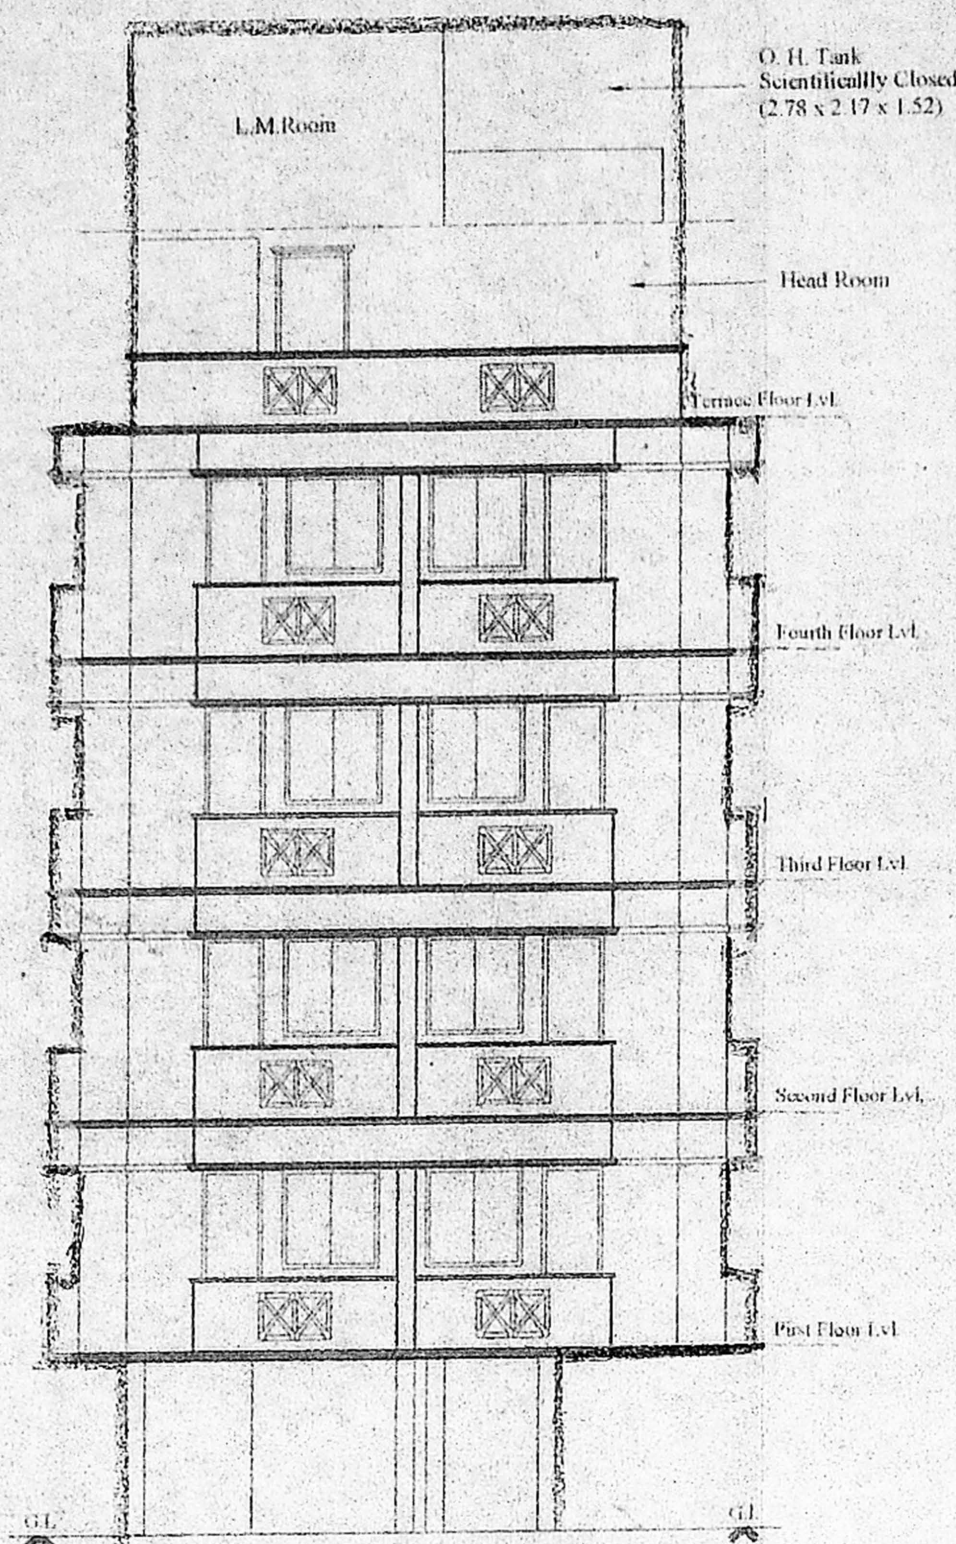 O. H. Tank
Scientificallly Closed
(2.78 x 2.17 x 1.52)
L.M.Room
Head Room
Terrace Floor Lvl.
Fourth Floor Lvl.
Third Floor Lvl.
Second Floor Lvl.
First Floor Lvl.
G.L.
G.L.